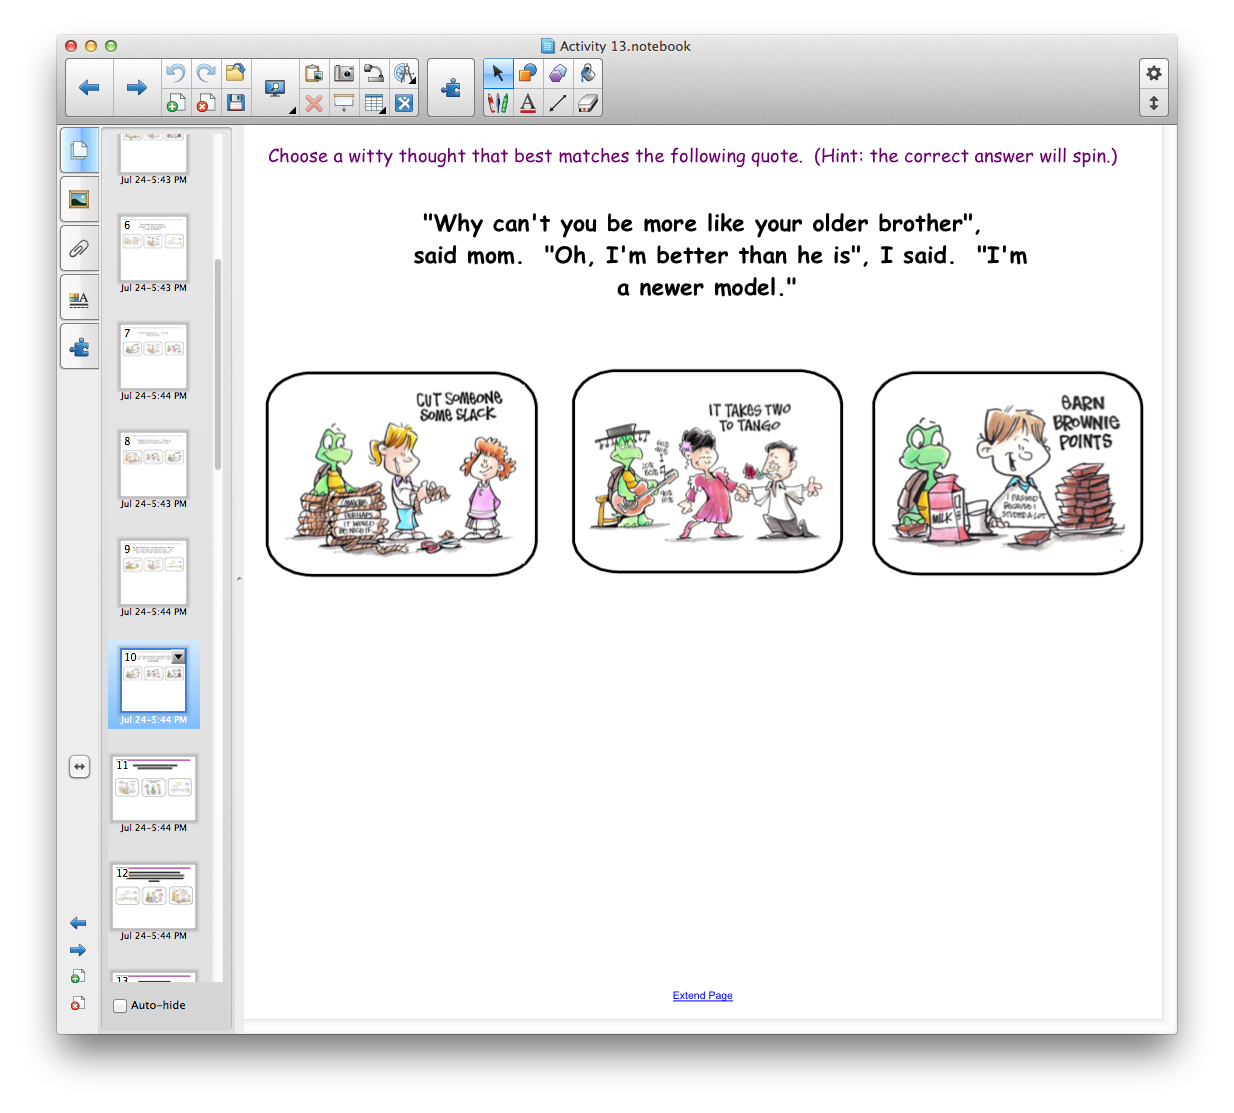 Activity 13.notebook
Jul 24-5:43 PM
6
Jul 24-5:43 PM
7
Jul 24-5:44 PM
8
Jul 24-5:43 PM
9
Jul 24-5:44 PM
10
Jul 24-5:44 PM
11
Jul 24-5:44 PM
12
Jul 24-5:44 PM
13
Auto-hide
Choose a witty thought that best matches the following quote. (Hint: the correct answer will spin.)
"Why can't you be more like your older brother",
said mom. "Oh, I'm better than he is", I said. "I'm
a newer model."
CUT SOMEONE
SOME SLACK
MAYBE
PERHAPS
IT WOULD
BE NICE IF
IT TAKES TWO
TO TANGO
20%
80%
90%
10%
EARN
BROWNIE
POINTS
MILK
I PASSED
BECAUSE I
STUDIED A LOT
Extend Page